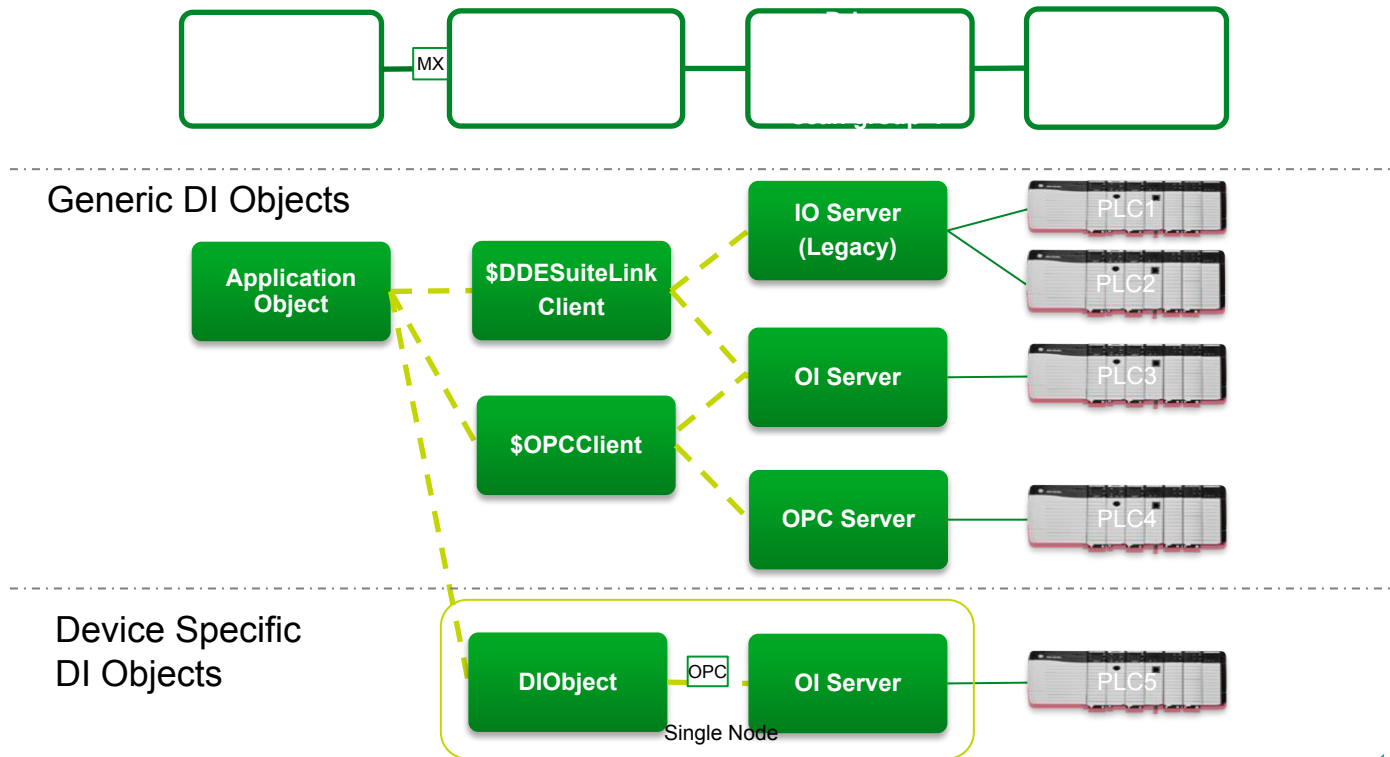 MX
Generic DI Objects
Application
Object
$DDESuiteLink
Client
$OPCClient
IO Server
(Legacy)
OI Server
OPC Server
PLC1
PLC2
PLC3
PLC4
Device Specific
DI Objects
DIObject
OPC
OI Server
Single Node
PLC5